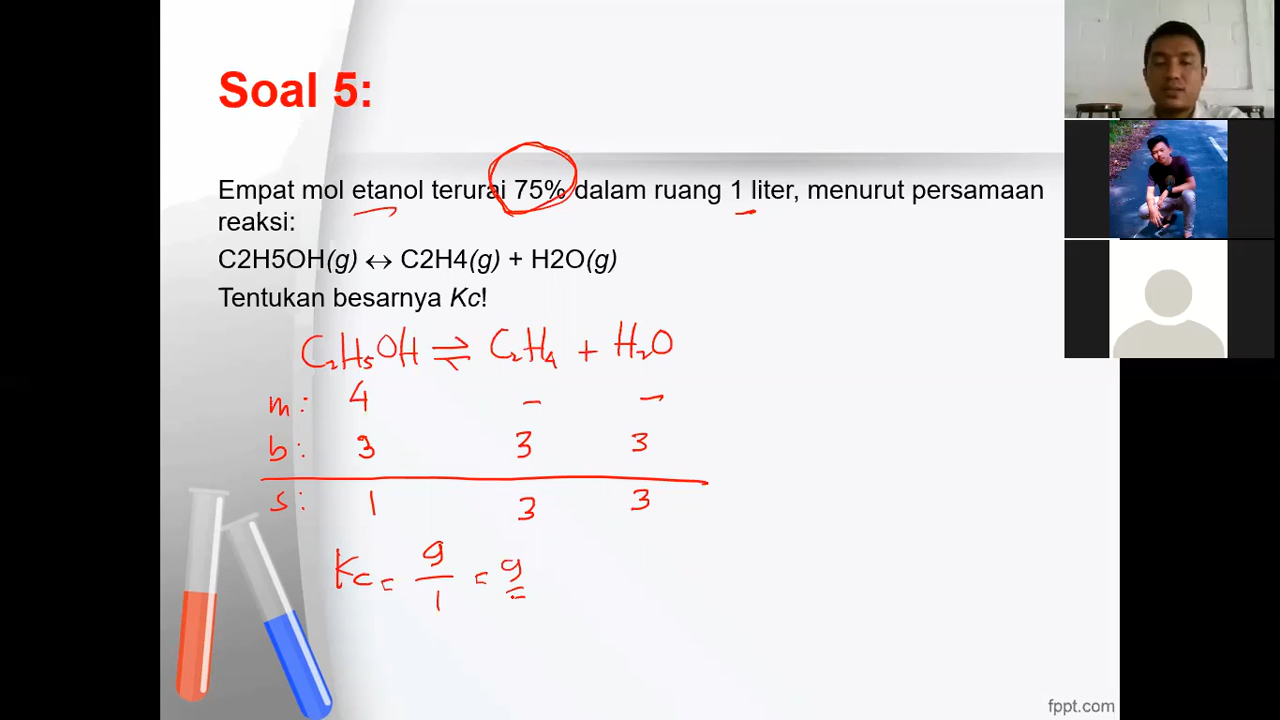 Soal 5:
Empat mol etanol terurai 75% dalam ruang 1 liter, menurut persamaan
reaksi:
C2H5OH(g) ↔ C2H4(g) + H2O(g)
Tentukan besarnya Kc!
C₂H₅OH ⇌ C₂H₄ + H₂O
m: 4 - -
b: 3 3 3
s: 1 3 3
Kc = 9/1 = 9
fppt.com